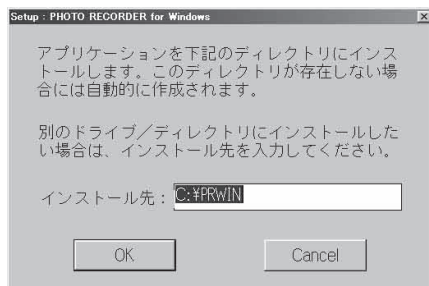 Setup : PHOTO RECORDER for Windows
アプリケーションを下記のディレクトリにインス
トールします。このディレクトリが存在しない場
合には自動的に作成されます。
別のドライブ／ディレクトリにインストールした
い場合は、インストール先を入力してください。
インストール先： C:¥PRWIN
OK Cancel